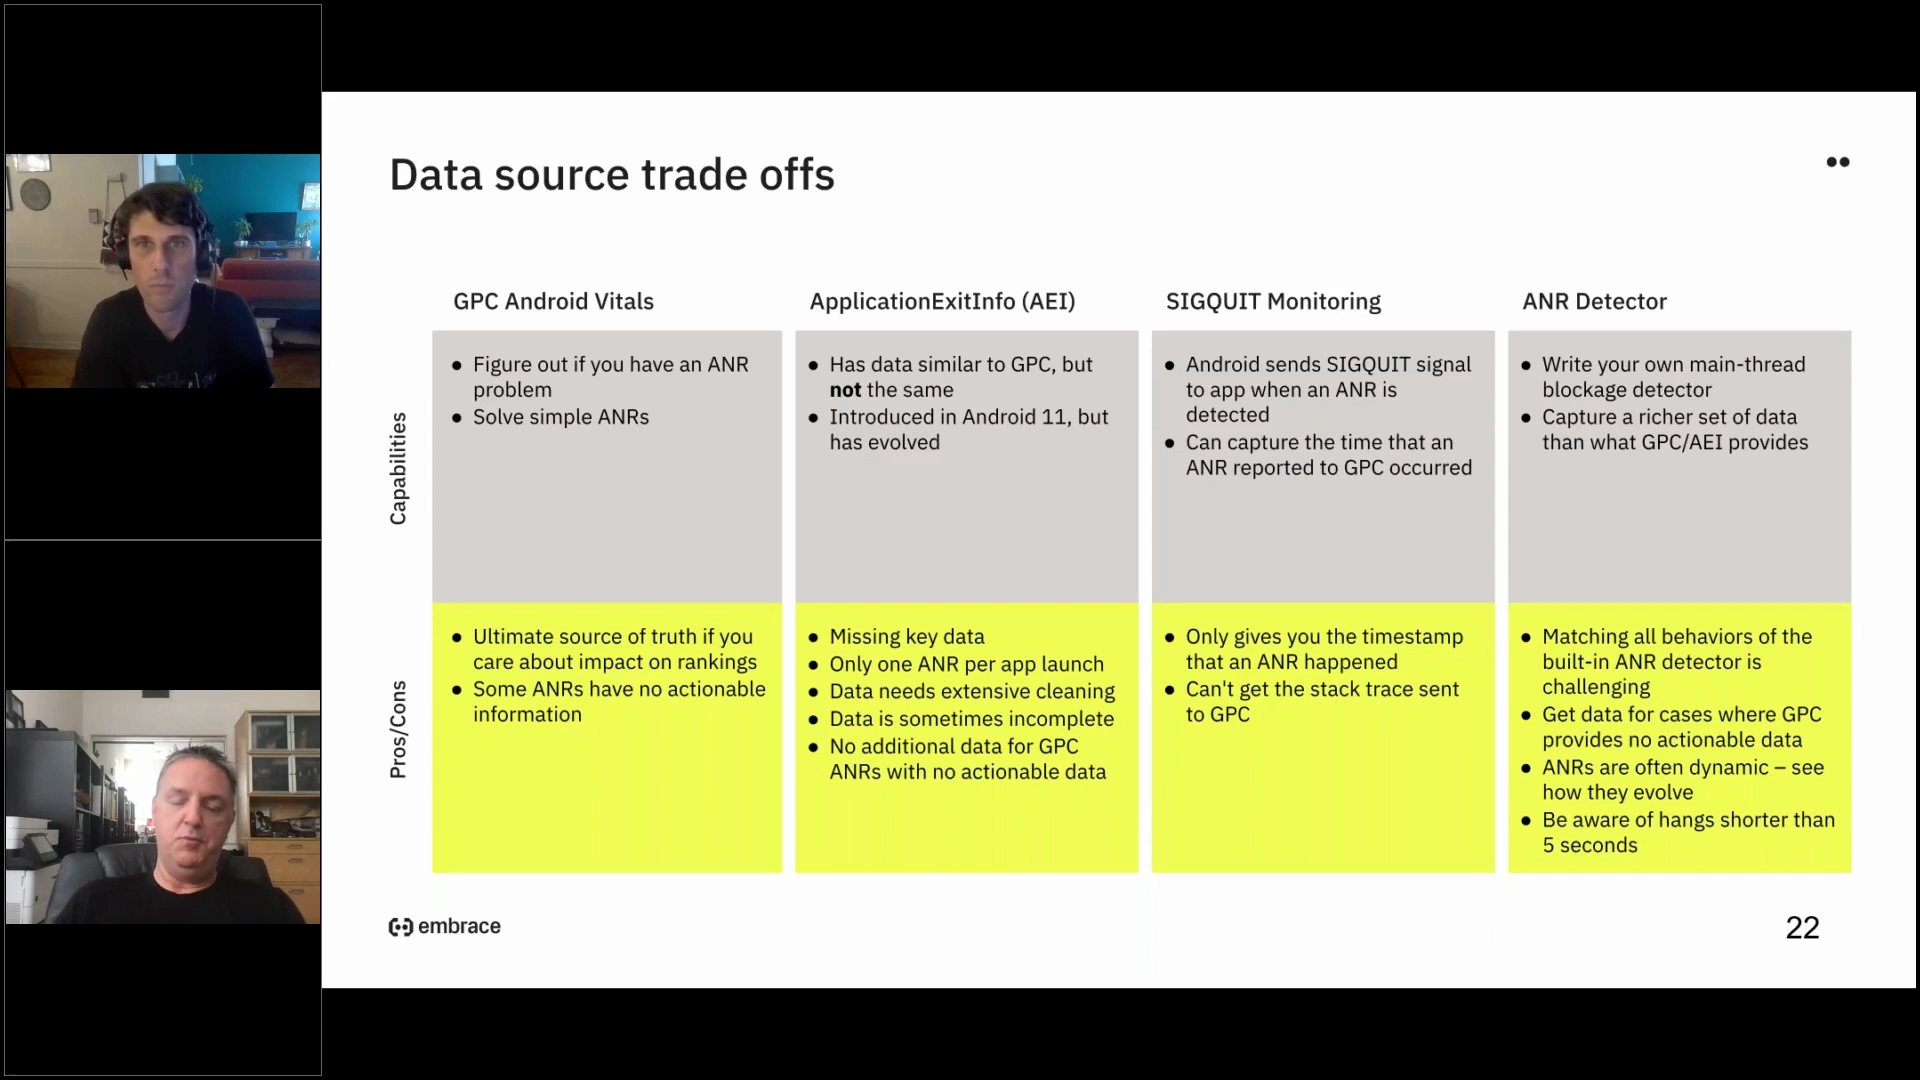 Data source trade offs
GPC Android Vitals
ApplicationExitInfo (AEI)
SIGQUIT Monitoring
ANR Detector
Capabilities
• Figure out if you have an ANR
problem
• Solve simple ANRs
• Has data similar to GPC, but
not the same
• Introduced in Android 11, but
has evolved
• Android sends SIGQUIT signal
to app when an ANR is
detected
• Can capture the time that an
ANR reported to GPC occurred
• Write your own main-thread
blockage detector
• Capture a richer set of data
than what GPC/AEI provides
Pros/Cons
• Ultimate source of truth if you
care about impact on rankings
• Some ANRs have no actionable
information
• Missing key data
• Only one ANR per app launch
• Data needs extensive cleaning
• Data is sometimes incomplete
• No additional data for GPC
ANRs with no actionable data
• Only gives you the timestamp
that an ANR happened
• Can't get the stack trace sent
to GPC
• Matching all behaviors of the
built-in ANR detector is
challenging
• Get data for cases where GPC
provides no actionable data
• ANRs are often dynamic – see
how they evolve
• Be aware of hangs shorter than
5 seconds
embrace
22